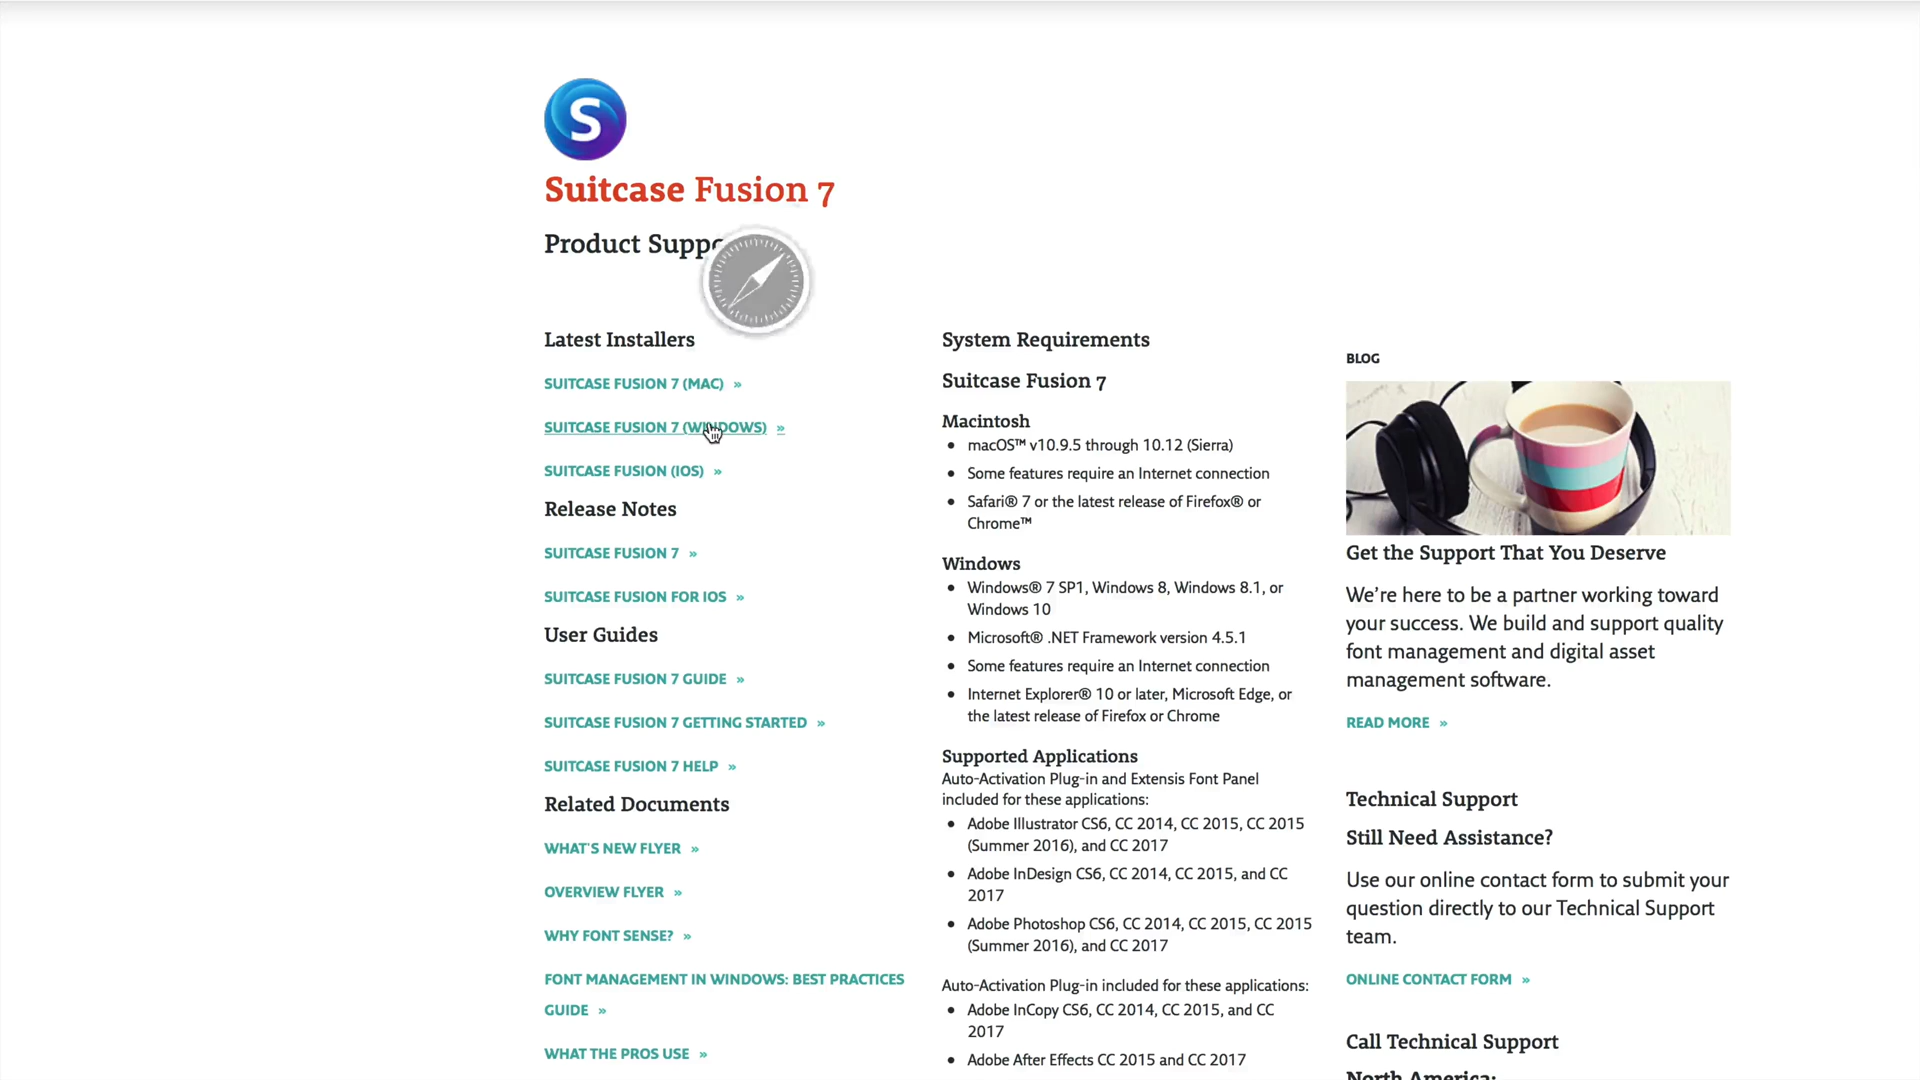 S
Suitcase Fusion 7
Product Suppo
Latest Installers
SUITCASE FUSION 7 (MAC) »
SUITCASE FUSION 7 (WINDOWS) »
SUITCASE FUSION (IOS) »
Release Notes
SUITCASE FUSION 7 »
SUITCASE FUSION FOR IOS »
User Guides
SUITCASE FUSION 7 GUIDE »
SUITCASE FUSION 7 GETTING STARTED »
SUITCASE FUSION 7 HELP »
Related Documents
WHAT'S NEW FLYER »
OVERVIEW FLYER »
WHY FONT SENSE? »
FONT MANAGEMENT IN WINDOWS: BEST PRACTICES
GUIDE »
WHAT THE PROS USE »
System Requirements
Suitcase Fusion 7
Macintosh
• macOS™ v10.9.5 through 10.12 (Sierra)
• Some features require an Internet connection
• Safari® 7 or the latest release of Firefox® or
Chrome™
Windows
• Windows® 7 SP1, Windows 8, Windows 8.1, or
Windows 10
• Microsoft® .NET Framework version 4.5.1
• Some features require an Internet connection
• Internet Explorer® 10 or later, Microsoft Edge, or
the latest release of Firefox or Chrome
Supported Applications
Auto-Activation Plug-in and Extensis Font Panel
included for these applications:
• Adobe Illustrator CS6, CC 2014, CC 2015, CC 2015
(Summer 2016), and CC 2017
• Adobe InDesign CS6, CC 2014, CC 2015, and CC
2017
• Adobe Photoshop CS6, CC 2014, CC 2015, CC 2015
(Summer 2016), and CC 2017
Auto-Activation Plug-in included for these applications:
• Adobe InCopy CS6, CC 2014, CC 2015, and CC
2017
• Adobe After Effects CC 2015 and CC 2017
BLOG
Get the Support That You Deserve
We're here to be a partner working toward
your success. We build and support quality
font management and digital asset
management software.
READ MORE »
Technical Support
Still Need Assistance?
Use our online contact form to submit your
question directly to our Technical Support
team.
ONLINE CONTACT FORM »
Call Technical Support
North America: